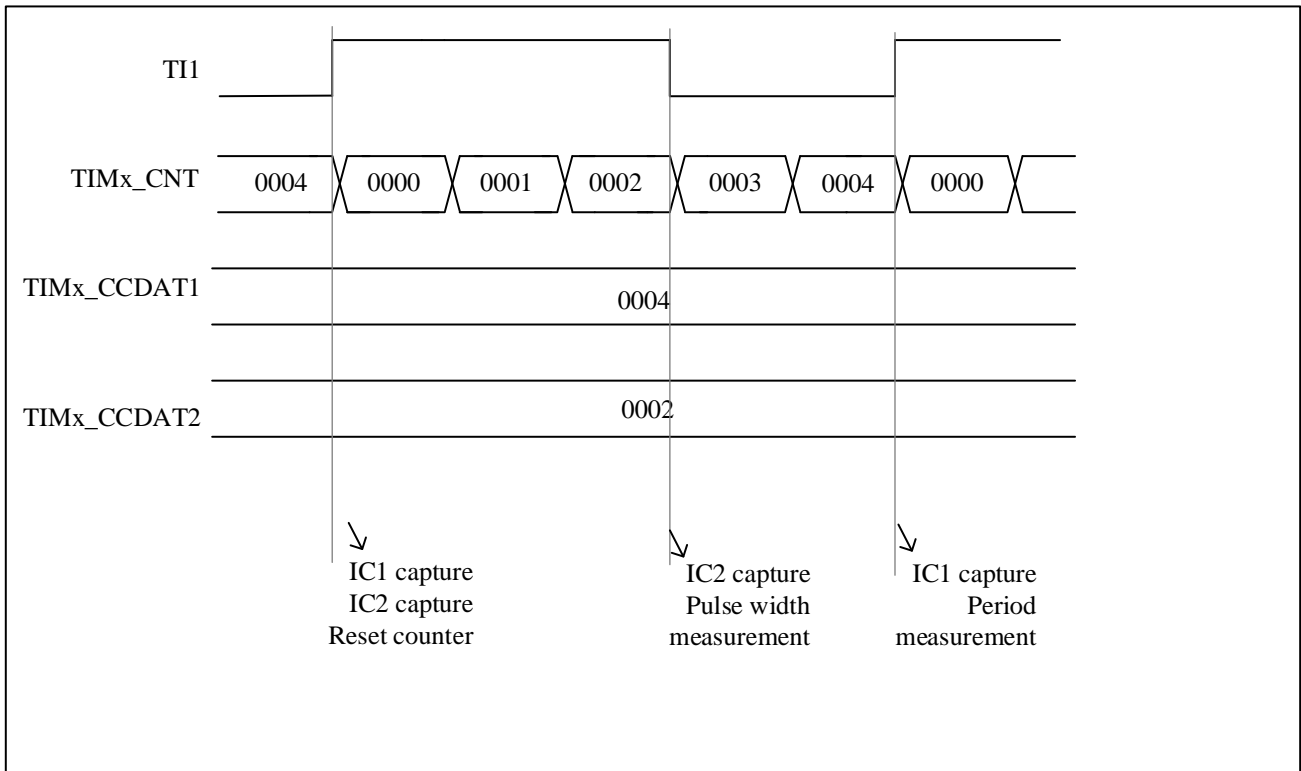 TI1
TIMx_CNT
0004 0000 0001 0002 0003 0004 0000
TIMx_CCDAT1
0004
TIMx_CCDAT2
0002
IC1 capture
IC2 capture
Reset counter
IC2 capture
Pulse width
measurement
IC1 capture
Period
measurement